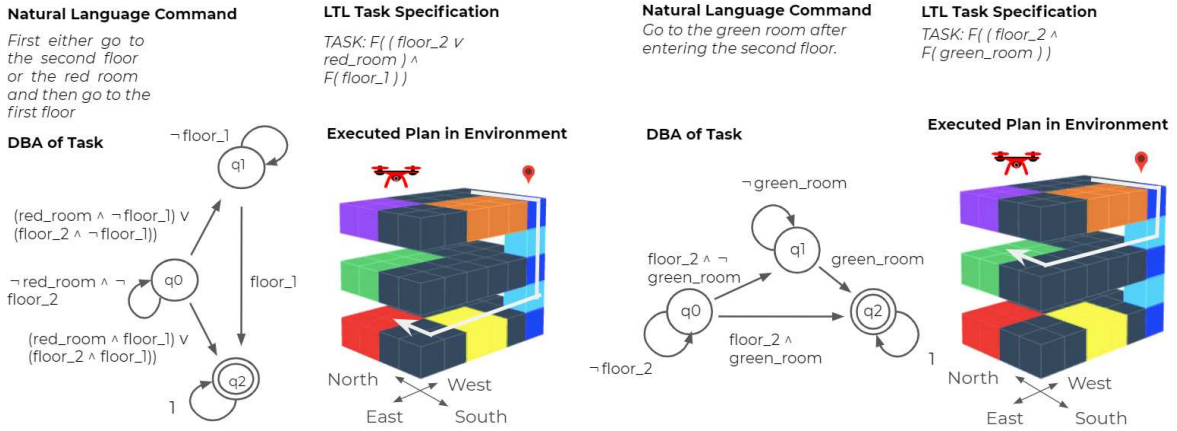 Natural Language Command
First either go to
the second floor
or the red room
and then go to the
first floor
LTL Task Specification
TASK: F( ( floor_2 v
red_room ) ^
F( floor_1 ) )
DBA of Task
¬ floor_1
q1
(red_room ^ ¬ floor_1) v
(floor_2 ^ ¬ floor_1))
¬ red_room ^ ¬
floor_2
q0
floor_1
(red_room ^ floor_1) v
(floor_2 ^ floor_1))
q2
1
Executed Plan in Environment
North
West
East
South
Natural Language Command
Go to the green room after
entering the second floor.
LTL Task Specification
TASK: F( ( floor_2 ^
F( green_room ) )
DBA of Task
¬ green_room
q1
floor_2 ^ ¬
green_room
green_room
q0
q2
floor_2 ^
green_room
¬ floor_2
1
Executed Plan in Environment
North
West
East
South